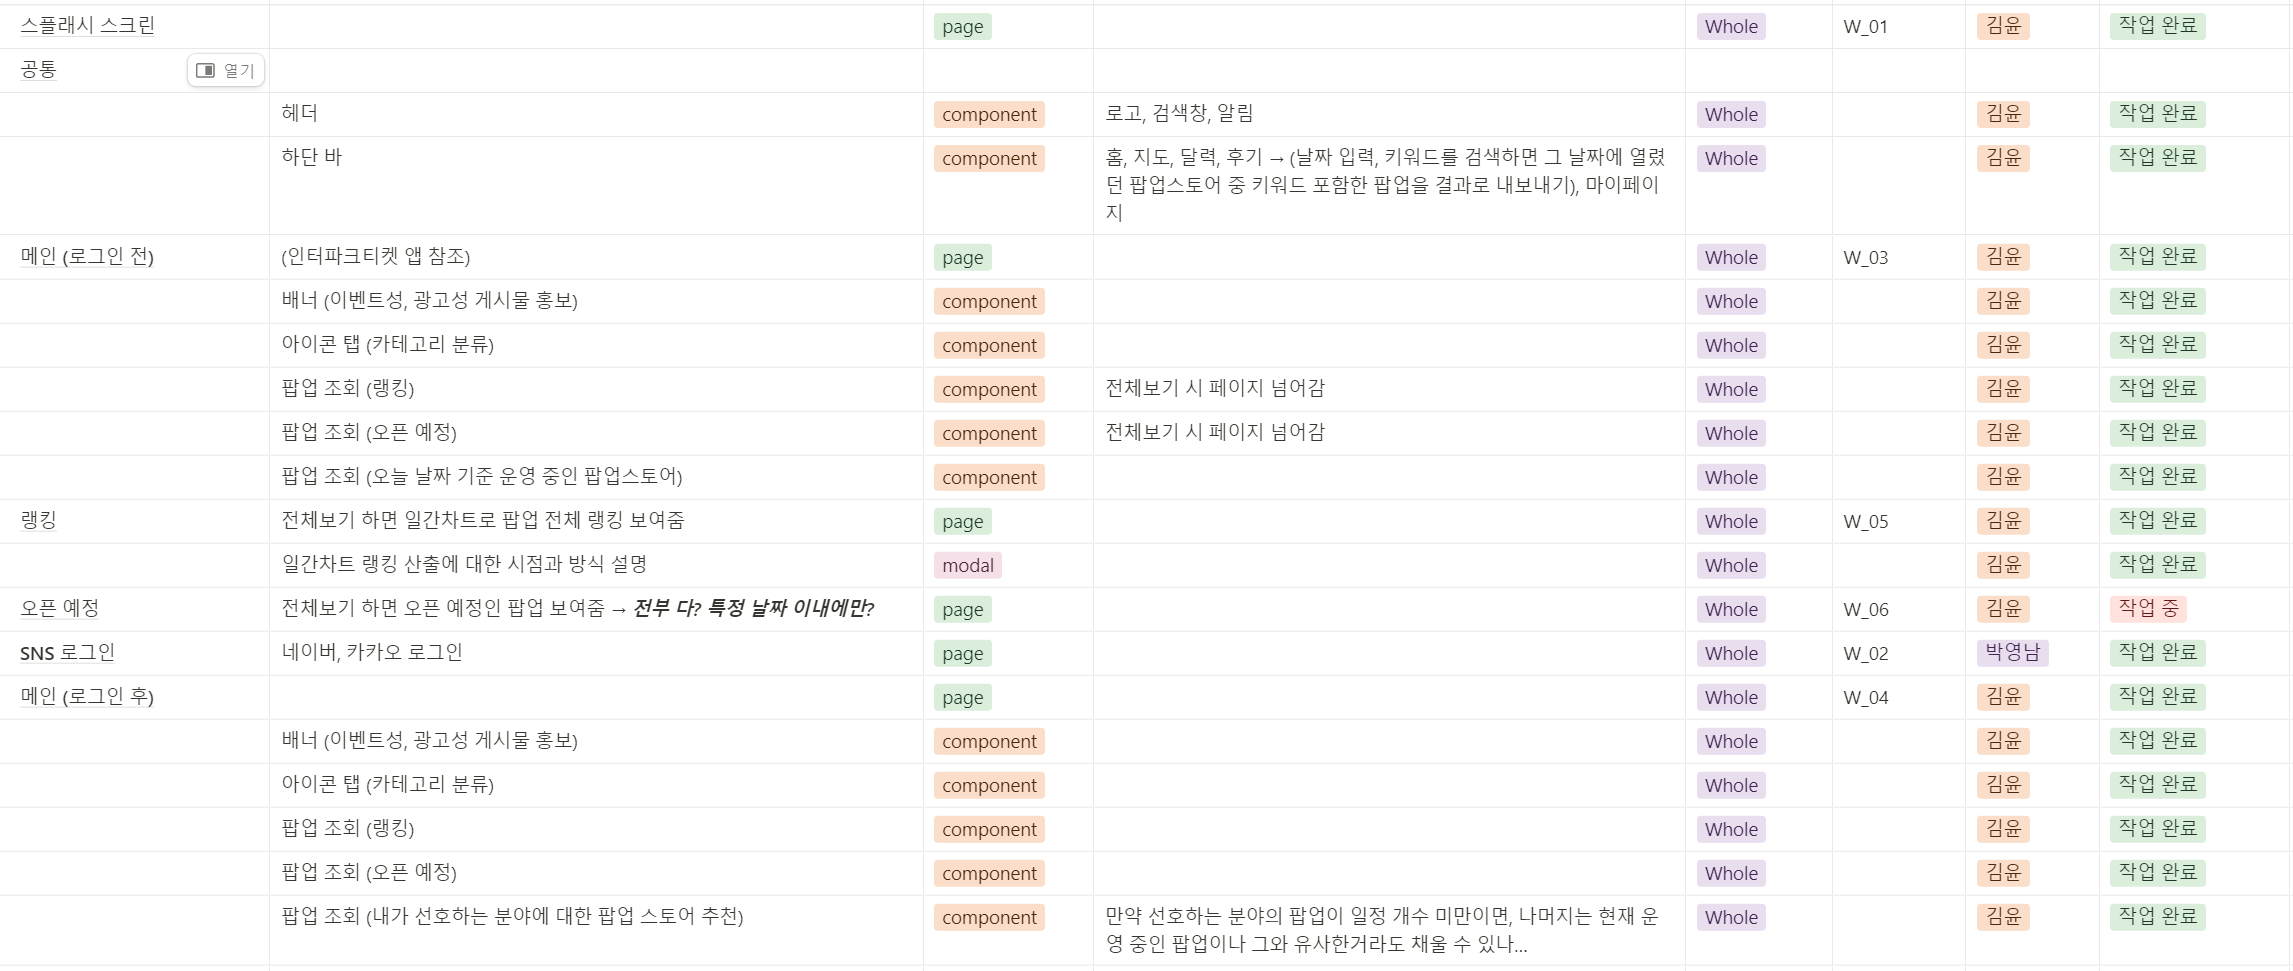 스플래시 스크린 page Whole W_01 김윤 작업 완료
공통 열기
헤더 component 로고, 검색창, 알림 Whole 김윤 작업 완료
하단 바 component 홈, 지도, 달력, 후기 → (날짜 입력, 키워드를 검색하면 그 날짜에 열렸 Whole 김윤 작업 완료
던 팝업스토어 중 키워드 포함한 팝업을 결과로 내보내기), 마이페이
지
메인 (로그인 전) (인터파크티켓 앱 참조) page Whole W_03 김윤 작업 완료
배너 (이벤트성, 광고성 게시물 홍보) component Whole 김윤 작업 완료
아이콘 탭 (카테고리 분류) component Whole 김윤 작업 완료
팝업 조회 (랭킹) component 전체보기 시 페이지 넘어감 Whole 김윤 작업 완료
팝업 조회 (오픈 예정) component 전체보기 시 페이지 넘어감 Whole 김윤 작업 완료
팝업 조회 (오늘 날짜 기준 운영 중인 팝업스토어) component Whole 김윤 작업 완료
랭킹 전체보기 하면 일간차트로 팝업 전체 랭킹 보여줌 page Whole W_05 김윤 작업 완료
일간차트 랭킹 산출에 대한 시점과 방식 설명 modal Whole 김윤 작업 완료
오픈 예정 전체보기 하면 오픈 예정인 팝업 보여줌 → 전부 다? 특정 날짜 이내에만? page Whole W_06 김윤 작업 중
SNS 로그인 네이버, 카카오 로그인 page Whole W_02 박영남 작업 완료
메인 (로그인 후) page Whole W_04 김윤 작업 완료
배너 (이벤트성, 광고성 게시물 홍보) component Whole 김윤 작업 완료
아이콘 탭 (카테고리 분류) component Whole 김윤 작업 완료
팝업 조회 (랭킹) component Whole 김윤 작업 완료
팝업 조회 (오픈 예정) component Whole 김윤 작업 완료
팝업 조회 (내가 선호하는 분야에 대한 팝업 스토어 추천) component 만약 선호하는 분야의 팝업이 일정 개수 미만이면, 나머지는 현재 운 Whole 김윤 작업 완료
영 중인 팝업이나 그와 유사한거라도 채울 수 있나...